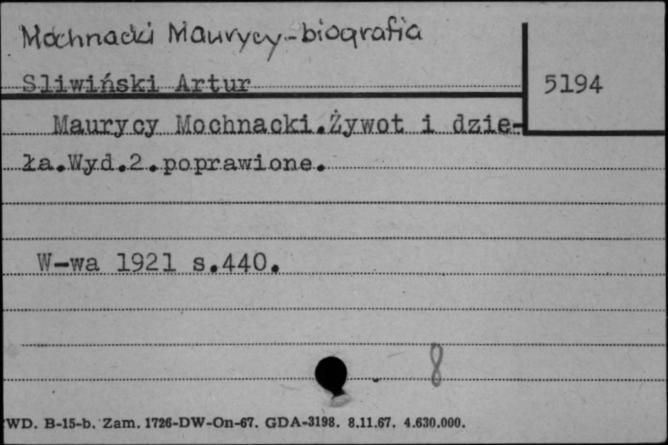 Mochnacki Maurycy-biografia
Sliwiński Artur
5194
Maurycy Mochnacki.Żywot i dzie-
ła.Wyd.2.poprawione.
W-wa 1921 s.440.
8
WD. B-15-b. Zam. 1726-DW-On-67. GDA-3198. 8.11.67. 4.630.000.